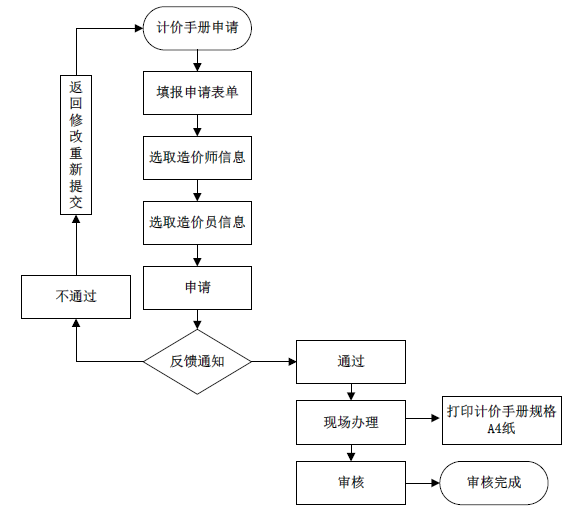 计价手册申请
填报申请表单
选取造价师信息
选取造价员信息
申请
反馈通知
不通过
返回修改重新提交
通过
现场办理
打印计价手册规格
A4纸
审核
审核完成